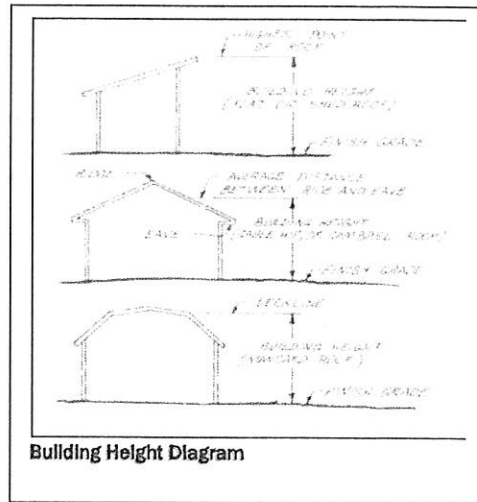 HIGHEST POINT
OF ROOF
BUILDING HEIGHT
(FLAT OR SHED ROOF)
FINISH GRADE
RIDGE
AVERAGE DISTANCE
BETWEEN RIDE AND EAVE
EAVE
BUILDING HEIGHT
(GABLE HIP, OR GAMBREL ROOF)
FINISH GRADE
DECKLINE
BUILDING HEIGHT
(MANSARD ROOF)
FINISH GRADE
Building Height Diagram